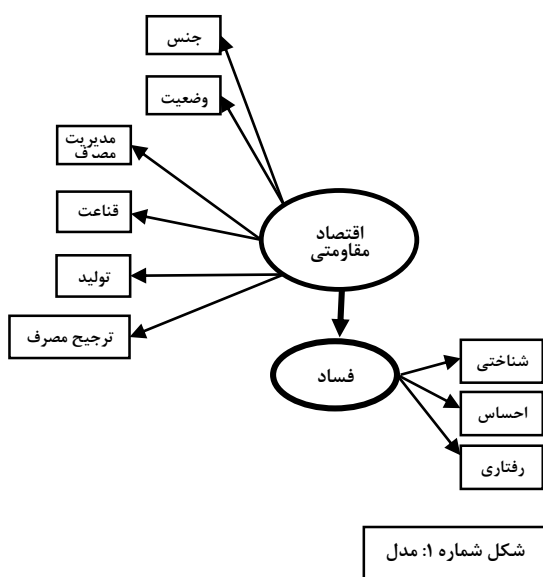 جنس
وضعیت
مدیریت
مصرف
قناعت
تولید
ترجیح مصرف
اقتصاد
مقاومتی
فساد
شناختی
احساس
رفتاری
شکل شماره ۱: مدل